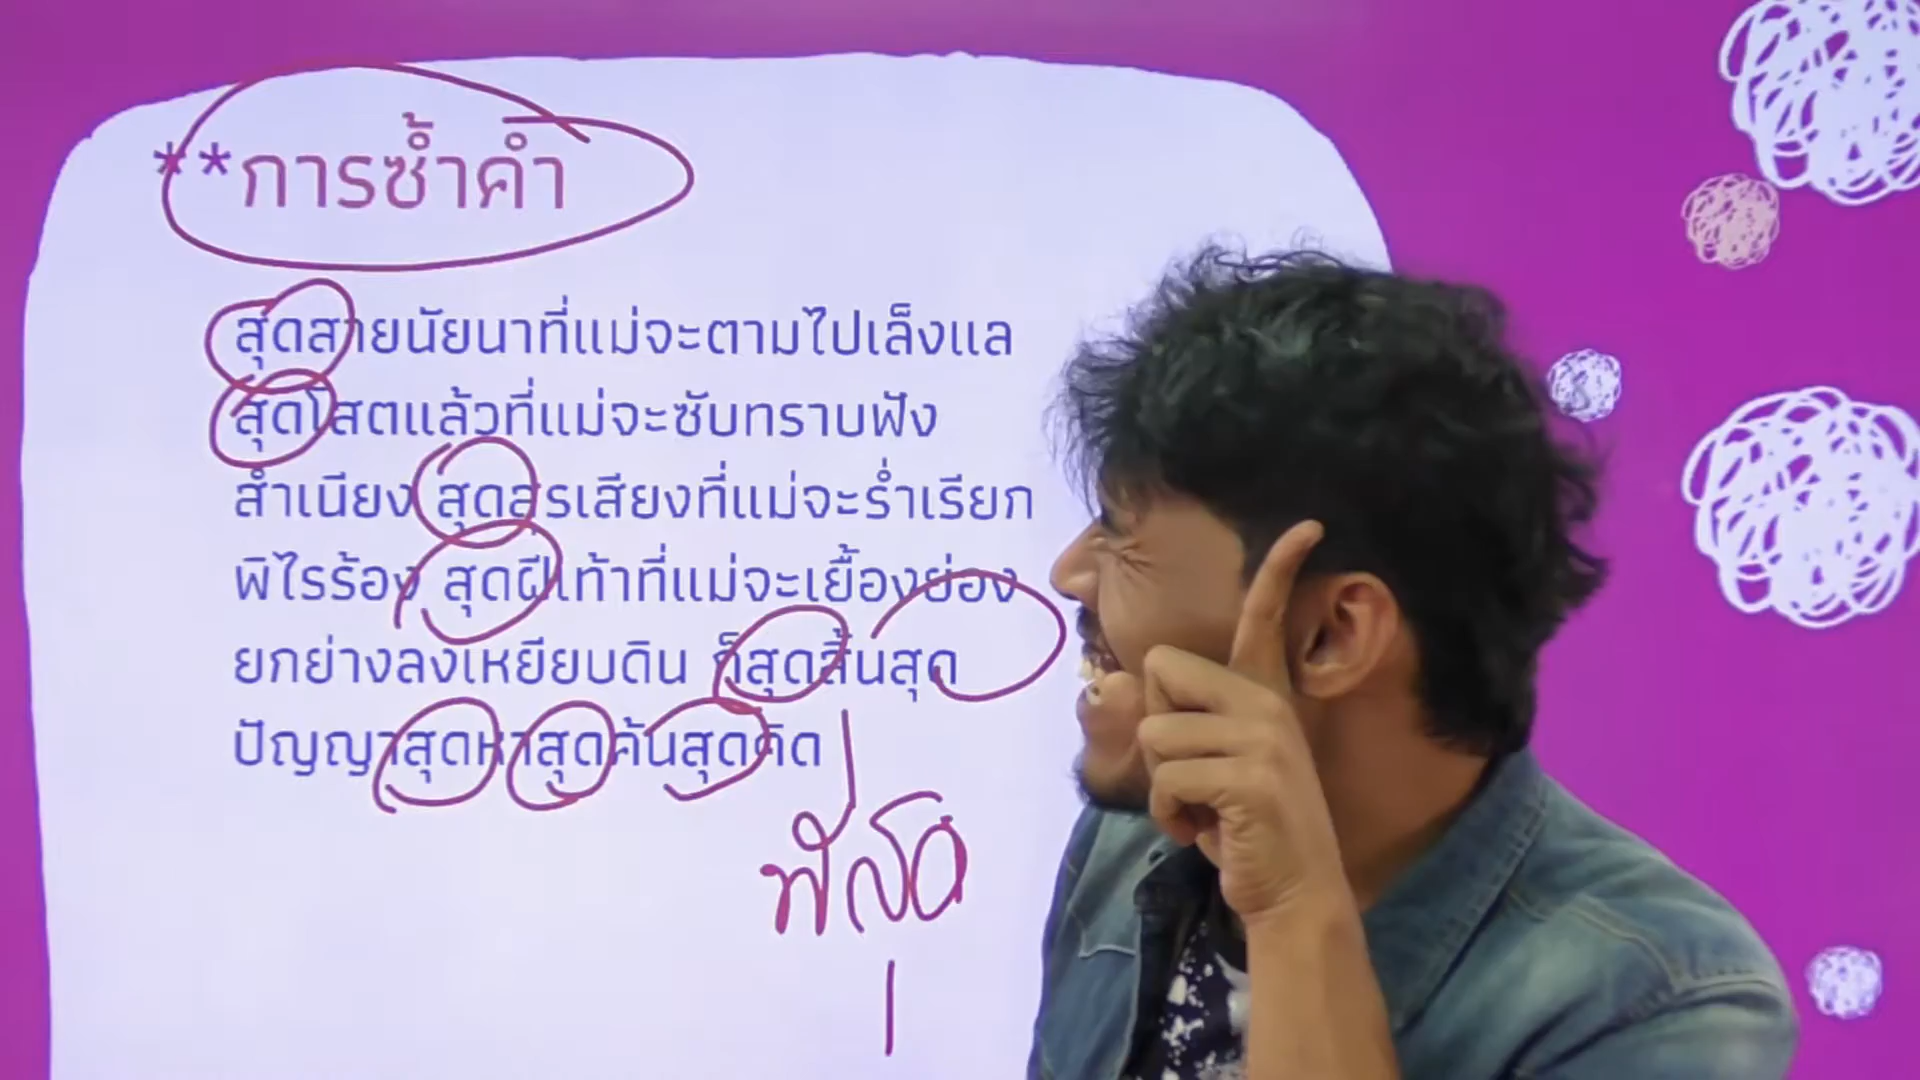 **การซ้ำคำ
สุดสายนัยนาที่แม่จะตามไปเล็งแล
สุดโสตแล้วที่แม่จะซับทราบฟัง
สำเนียง สุดสุรเสียงที่แม่จะร่ำเรียก
พิไรร้อง สุดฝีเท้าที่แม่จะเยื้องย่อง
ยกย่างลงเหยียบดิน ก็สุดสิ้นสุด
ปัญญาสุดหาสุดค้นสุดคิด
ที่สุด